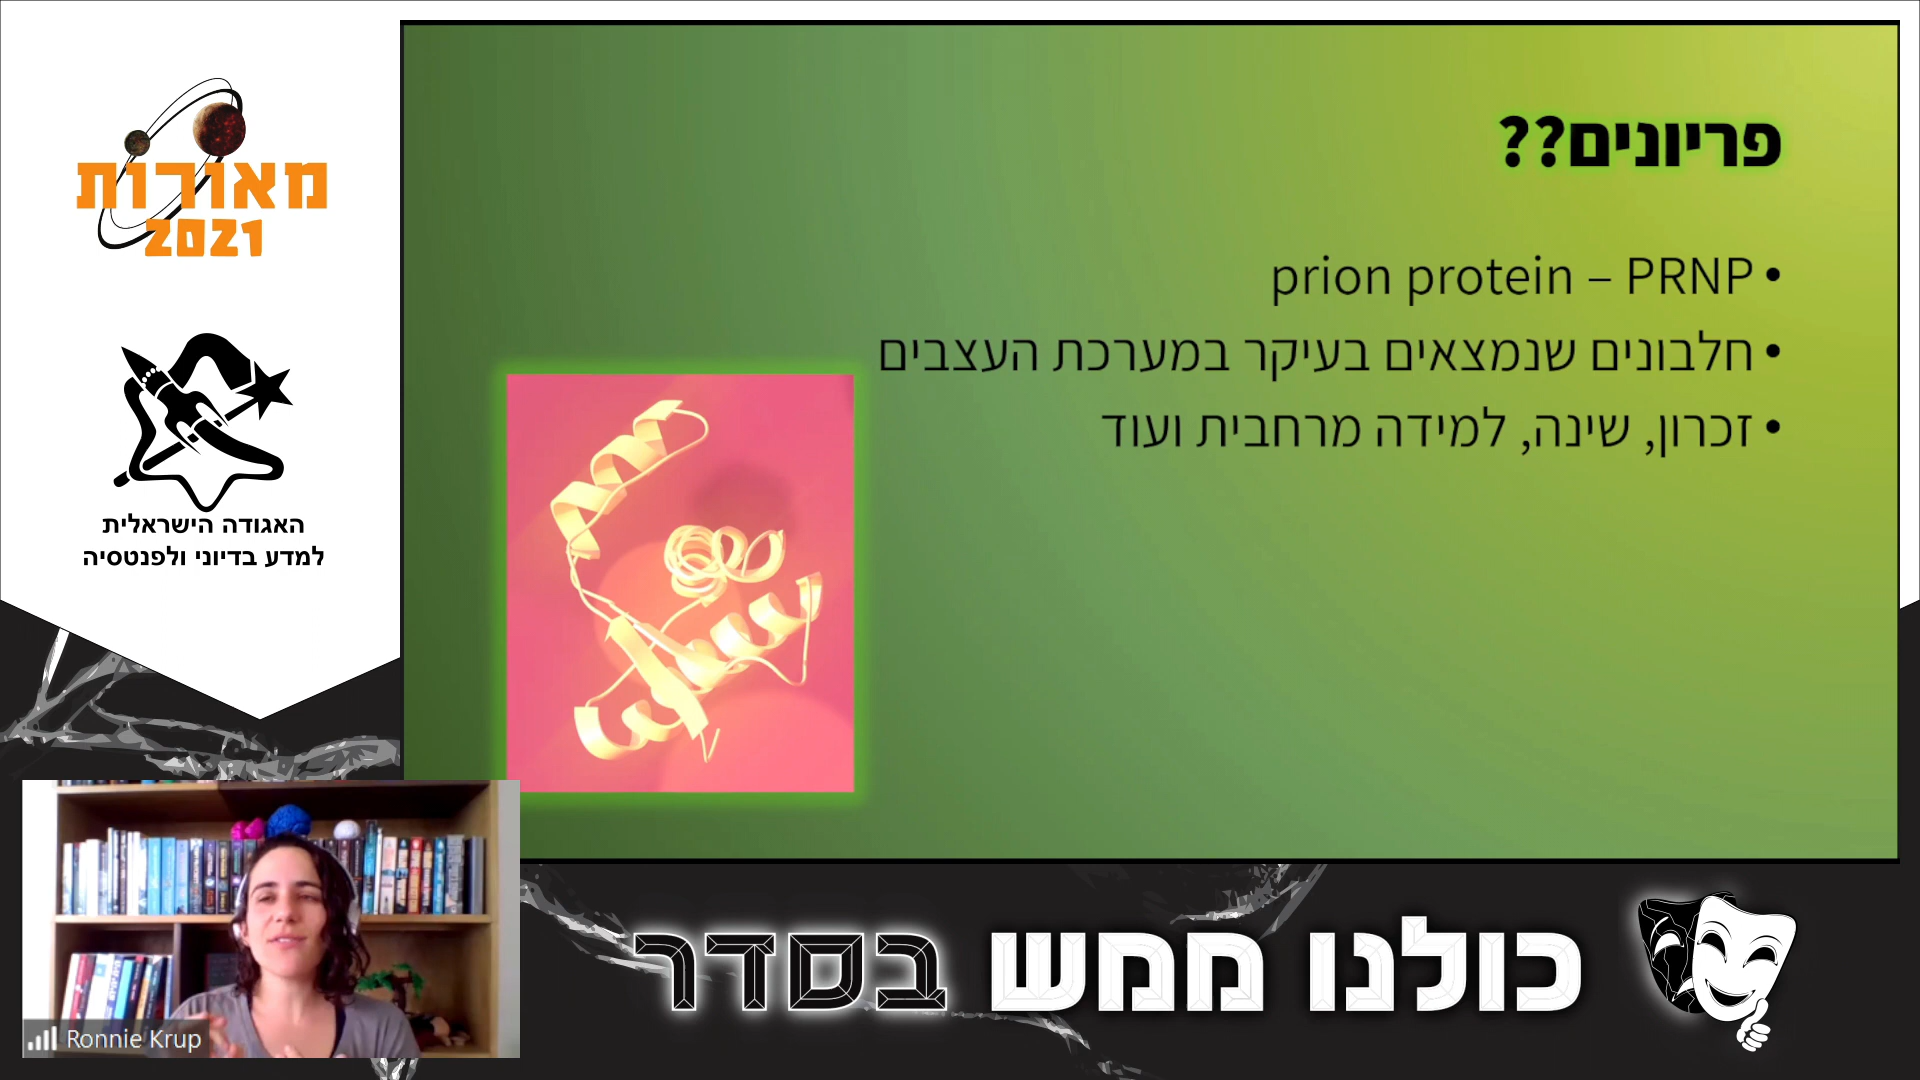 מאורות
2021
האגודה הישראלית
למדע בדיוני ולפנטסיה
פריונים??
• prion protein – PRNP
• חלבונים שנמצאים בעיקר במערכת העצבים
• זכרון, שינה, למידה מרחבית ועוד
Ronnie Krup
כולנו ממש בסדר